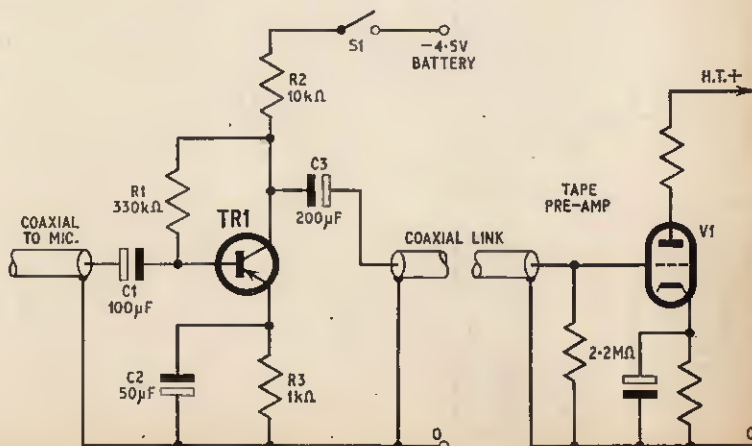 S1
-4·5V
BATTERY
H.T.+
R2
10kΩ
C3
200μF
R1
330kΩ
TR1
TAPE
PRE-AMP
V1
COAXIAL
TO MIC.
COAXIAL LINK
C1
100μF
2·2MΩ
C2
50μF
R3
1kΩ
0